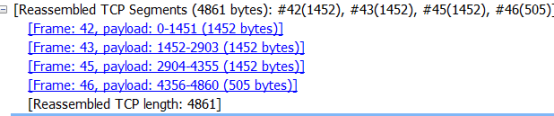 [Reassembled TCP Segments (4861 bytes): #42(1452), #43(1452), #45(1452), #46(505)]
[Frame: 42, payload: 0-1451 (1452 bytes)]
[Frame: 43, payload: 1452-2903 (1452 bytes)]
[Frame: 45, payload: 2904-4355 (1452 bytes)]
[Frame: 46, payload: 4356-4860 (505 bytes)]
[Reassembled TCP length: 4861]